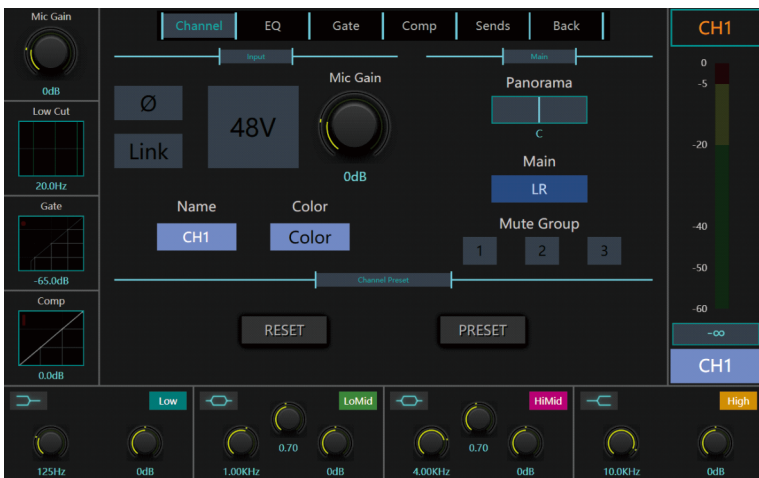 Mic Gain
0dB
Low Cut
20.0Hz
Gate
-65.0dB
Comp
0.0dB
Channel EQ Gate Comp Sends Back
Input
Ø
Link
48V
Mic Gain
0dB
Name
CH1
Color
Color
Main
Panorama
C
Main
LR
Mute Group
1 2 3
Channel Preset
RESET PRESET
CH1
0
-5
-20
-40
-50
-60
-∞
CH1
Low
125Hz 0dB
LoMid
0.70
1.00KHz 0dB
HiMid
0.70
4.00KHz 0dB
High
10.0KHz 0dB